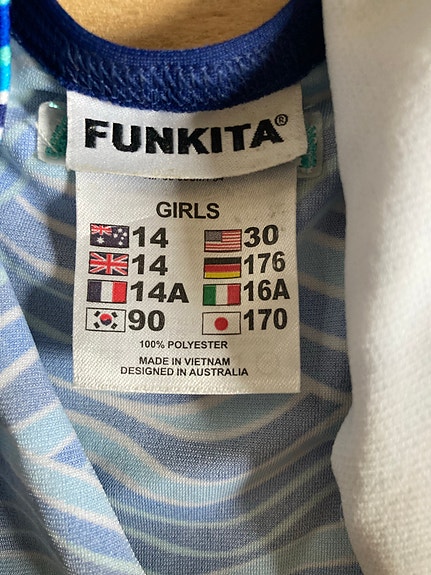 FUNKITA®
GIRLS
14 30
14 176
14A 16A
90 170
100% POLYESTER
MADE IN VIETNAM
DESIGNED IN AUSTRALIA